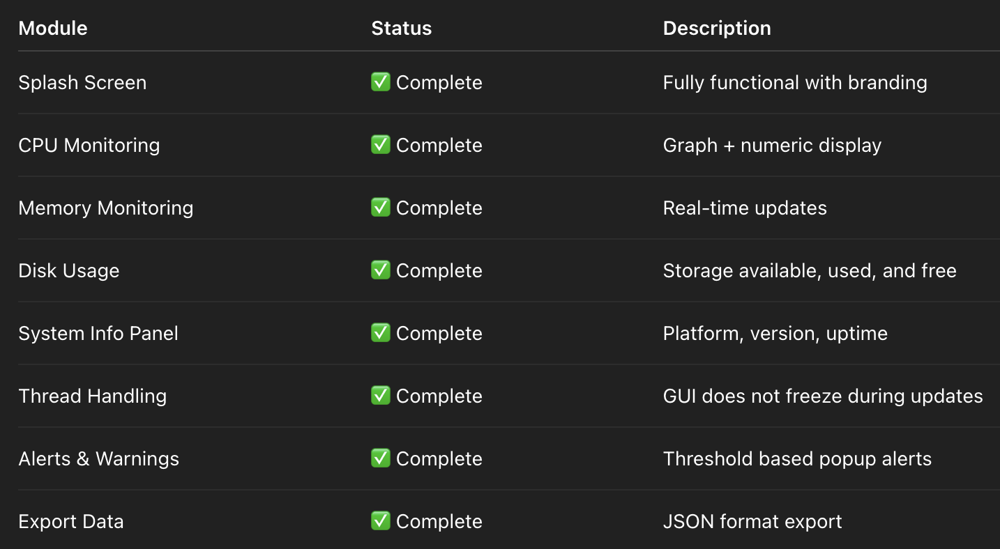 Module Status Description
Splash Screen ✅ Complete Fully functional with branding
CPU Monitoring ✅ Complete Graph + numeric display
Memory Monitoring ✅ Complete Real-time updates
Disk Usage ✅ Complete Storage available, used, and free
System Info Panel ✅ Complete Platform, version, uptime
Thread Handling ✅ Complete GUI does not freeze during updates
Alerts & Warnings ✅ Complete Threshold based popup alerts
Export Data ✅ Complete JSON format export